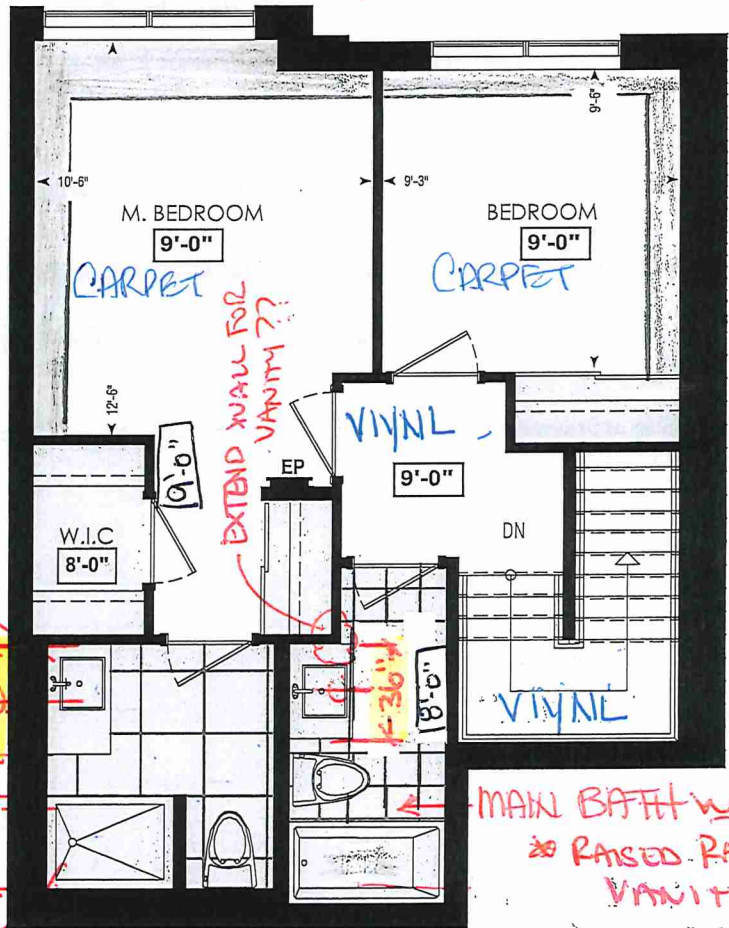 10'-6"
9'-3"
9'-6"
M. BEDROOM
9'-0"
CARPET
BEDROOM
9'-0"
CARPET
12'-6"
9'-0"
EXTEND WALL FOR
VANITY ??
EP
VIYNL
9'-0"
DN
W.I.C
8'-0"
36"
8'-0"
VIYNL
MAIN BATH
RAISED
VANIT